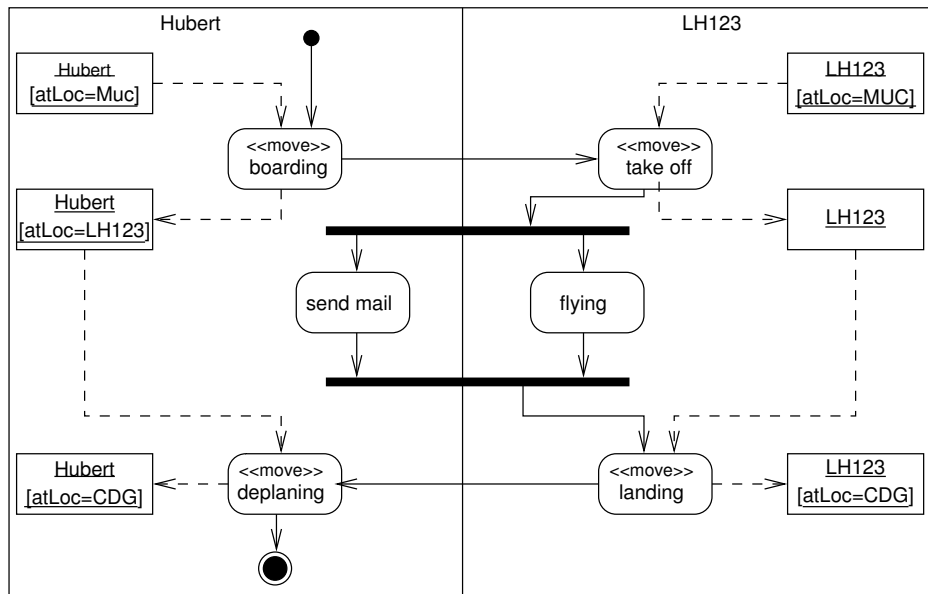 Hubert
LH123
Hubert
[atLoc=Muc]
LH123
[atLoc=MUC]
<<move>>
boarding
<<move>>
take off
Hubert
[atLoc=LH123]
LH123
send mail
flying
Hubert
[atLoc=CDG]
<<move>>
deplaning
<<move>>
landing
LH123
[atLoc=CDG]